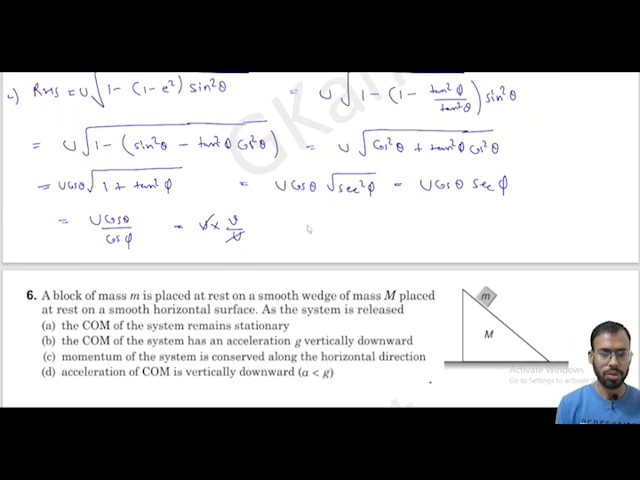 c) RHS = U√1 - (1 - e²) sin²θ = U√1 - (1 - tan²φ/tan²θ) sin²θ
= U√1 - (sin²θ - tan²φ cos²θ) = U√cos²θ + tan²φ cos²θ
= U cosθ √1 + tan²φ = U cosθ √sec²φ = U cosθ sec φ
= U cosθ/cos φ = U × v/U
6. A block of mass m is placed at rest on a smooth wedge of mass M placed
at rest on a smooth horizontal surface. As the system is released
(a) the COM of the system remains stationary
(b) the COM of the system has an acceleration g vertically downward
(c) momentum of the system is conserved along the horizontal direction
(d) acceleration of COM is vertically downward (a < g)
m
M
Activate Windows
Go to Settings to activate